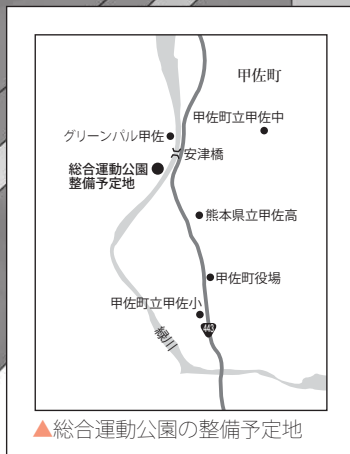 甲佐町
甲佐町立甲佐中
グリーンパル甲佐
安津橋
総合運動公園
整備予定地
熊本県立甲佐高
甲佐町役場
甲佐町立甲佐小
443
緑川
▲総合運動公園の整備予定地